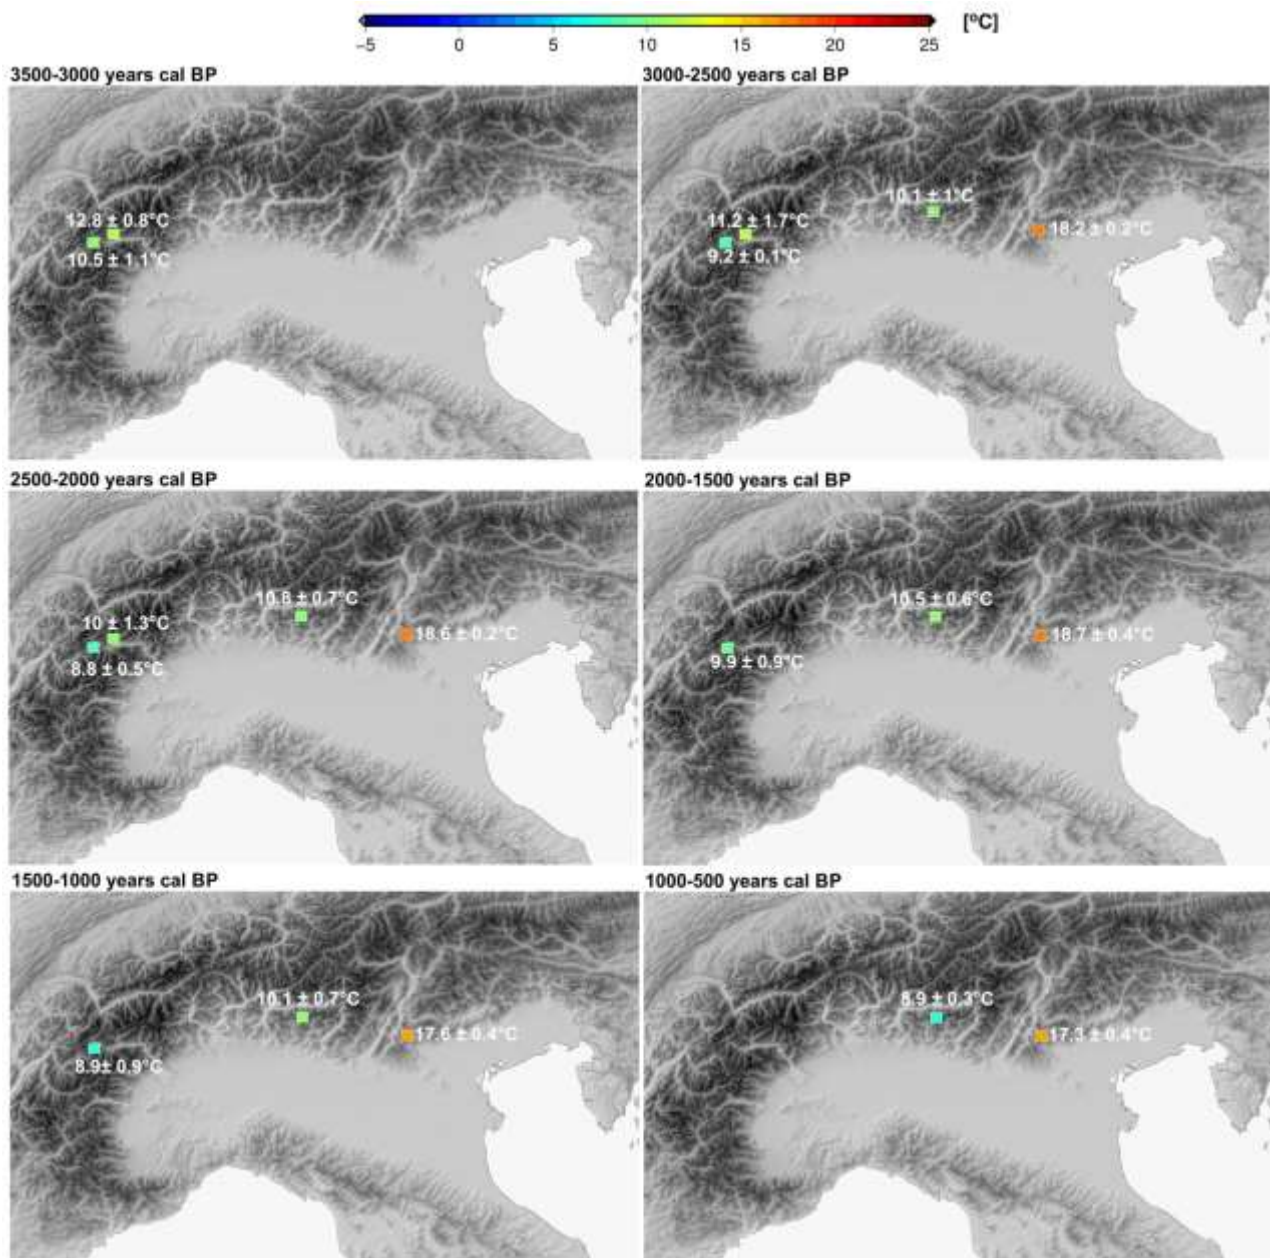 [ºC]
−5 0 5 10 15 20 25
3500-3000 years cal BP
12.8 ± 0.8°C
10.5 ± 1.1°C
3000-2500 years cal BP
10.1 ± 1°C
11.2 ± 1.7°C
18.2 ± 0.2°C
9.2 ± 0.1°C
2500-2000 years cal BP
10.8 ± 0.7°C
10 ± 1.3°C
18.6 ± 0.2°C
8.8 ± 0.5°C
2000-1500 years cal BP
10.5 ± 0.6°C
18.7 ± 0.4°C
9.9 ± 0.9°C
1500-1000 years cal BP
10.1 ± 0.7°C
17.6 ± 0.4°C
8.9± 0.9°C
1000-500 years cal BP
8.9 ± 0.3°C
17.3 ± 0.4°C